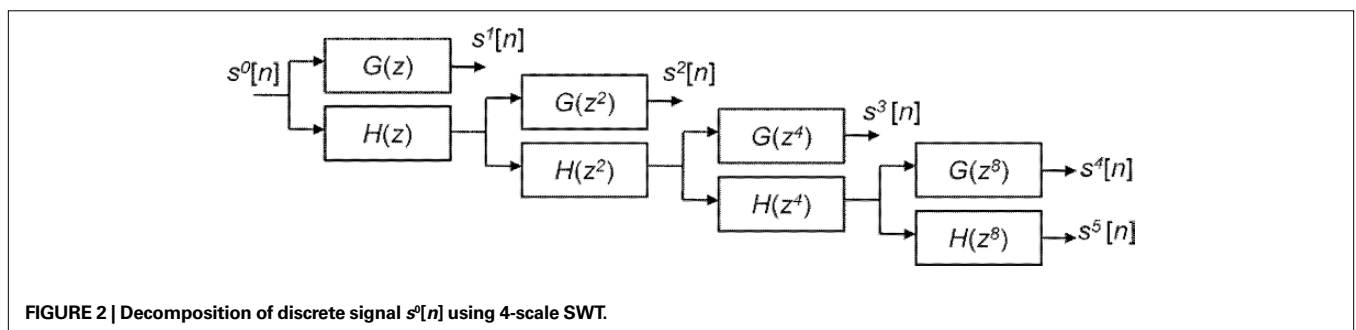 s⁰[n]
G(z)
s¹[n]
H(z)
G(z²)
s²[n]
H(z²)
G(z⁴)
s³[n]
H(z⁴)
G(z⁸)
s⁴[n]
H(z⁸)
s⁵[n]
FIGURE 2 | Decomposition of discrete signal s⁰[n] using 4-scale SWT.